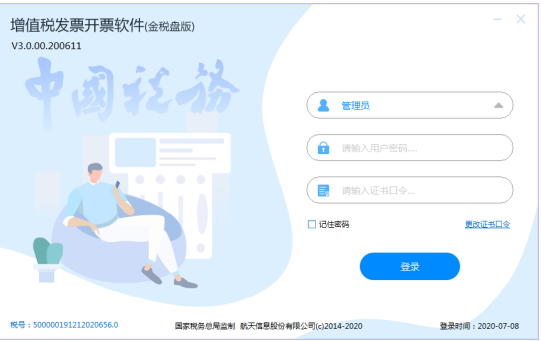 增值税发票开票软件(金税盘版)
V3.0.00.200611
中國税务
管理员
请输入用户密码....
请输入证书口令...
记住密码 更改证书口令
登录
税号：500000191212020656.0 国家税务总局监制 航天信息股份有限公司(c)2014-2020 登录时间：2020-07-08